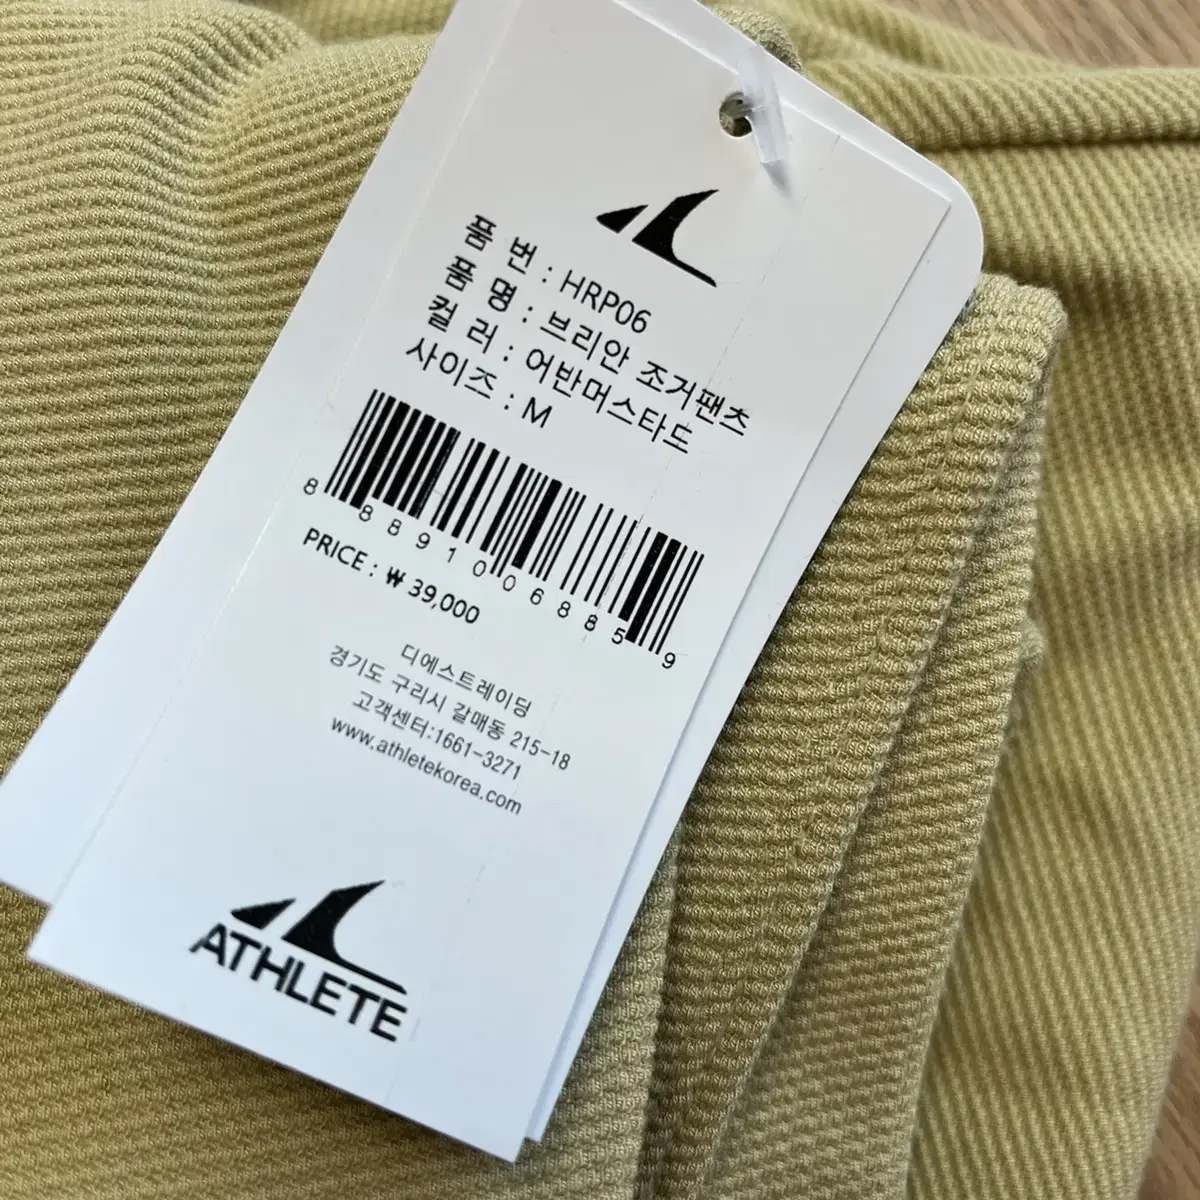 품 번 : HRP06
품 명 : 브리안 조거팬츠
컬 러 : 어반머스타드
사이즈 : M
8 889100 688859
PRICE : ₩ 39,000
디에스트레이딩
경기도 구리시 갈매동 215-18
고객센터:1661-3271
www.athletekorea.com
ATHLETE